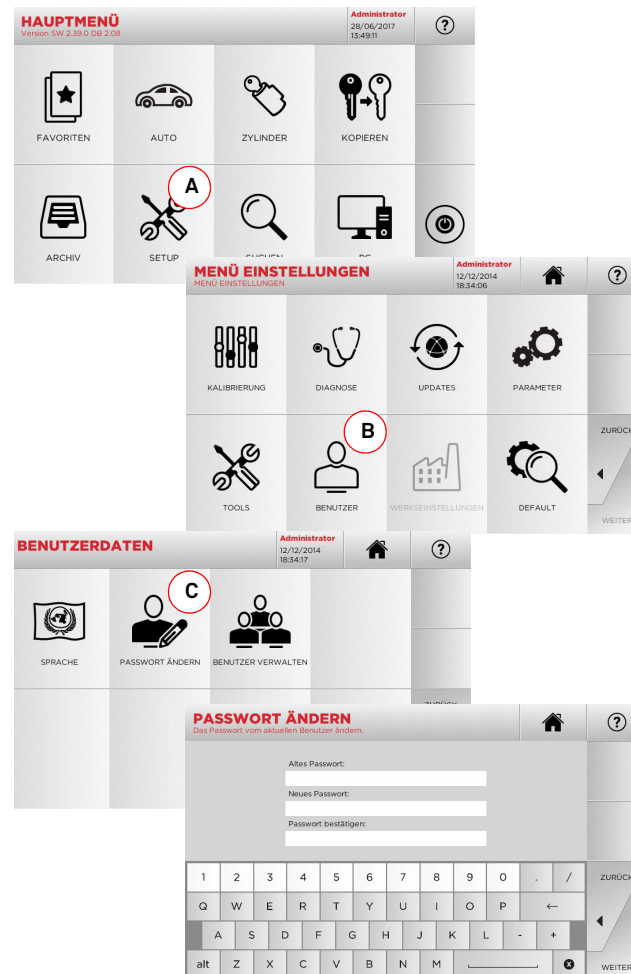 HAUPTMENÜ
Version SW 2.39.0 DB 2.08
Administrator
28/06/2017
13:49:11
?
FAVORITEN
AUTO
ZYLINDER
KOPIEREN
A
ARCHIV
SETUP
SUCHEN
PC
MENÜ EINSTELLUNGEN
MENÜ EINSTELLUNGEN
Administrator
12/12/2014
18:34:06
?
KALIBRIERUNG
DIAGNOSE
UPDATES
PARAMETER
B
ZURÜCK
TOOLS
BENUTZER
WERKSEINSTELLUNGEN
DEFAULT
WEITER
BENUTZERDATEN
Administrator
12/12/2014
18:34:17
?
C
SPRACHE
PASSWORT ÄNDERN
BENUTZER VERWALTEN
ZURÜCK
PASSWORT ÄNDERN
Das Passwort vom aktuellen Benutzer ändern.
?
Altes Passwort:
Neues Passwort:
Passwort bestätigen:
1 2 3 4 5 6 7 8 9 0 . /
ZURÜCK
Q W E R T Y U I O P ←
A S D F G H J K L - +
alt Z X C V B N M
WEITER